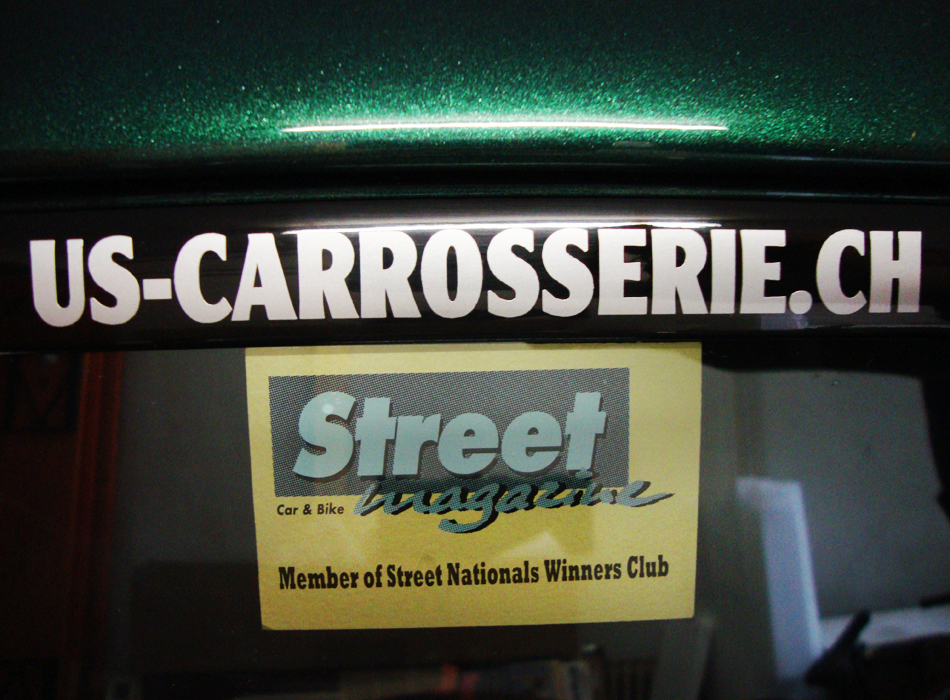 US-CARROSSERIE.CH
Street
magazine
Car & Bike
Member of Street Nationals Winners Club